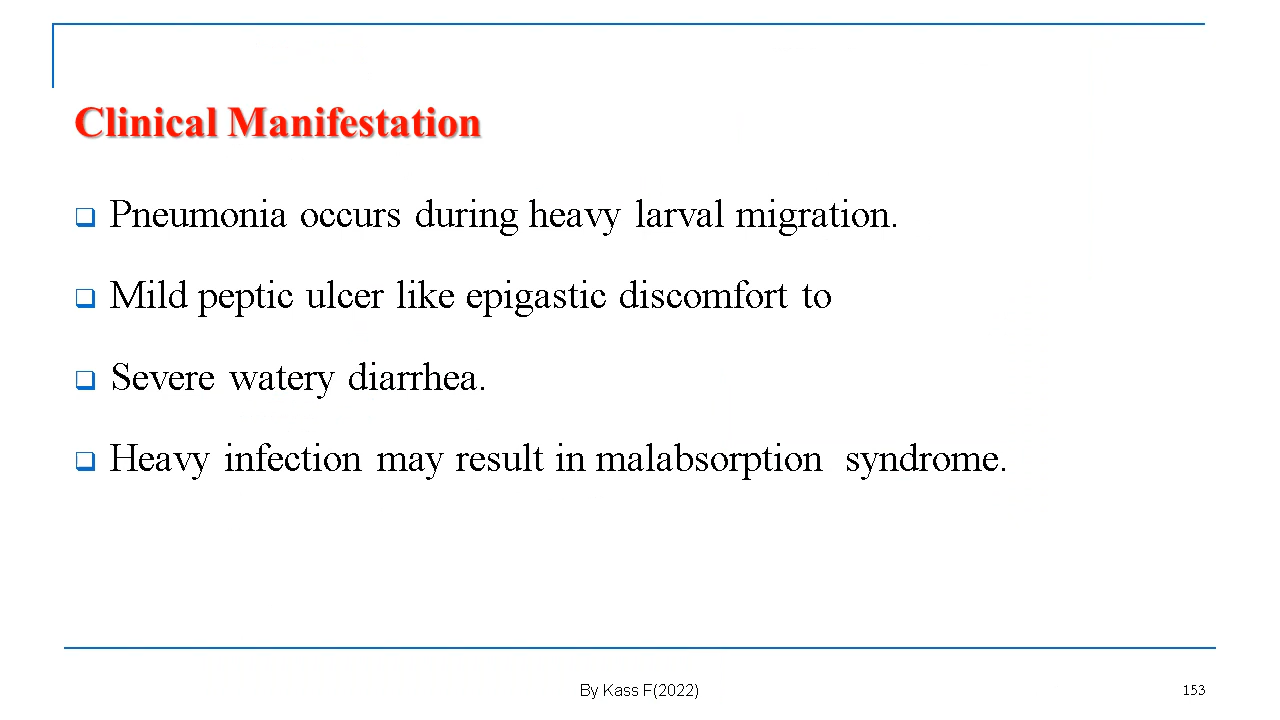 Clinical Manifestation
❑ Pneumonia occurs during heavy larval migration.
❑ Mild peptic ulcer like epigastic discomfort to
❑ Severe watery diarrhea.
❑ Heavy infection may result in malabsorption syndrome.
By Kass F(2022)
153